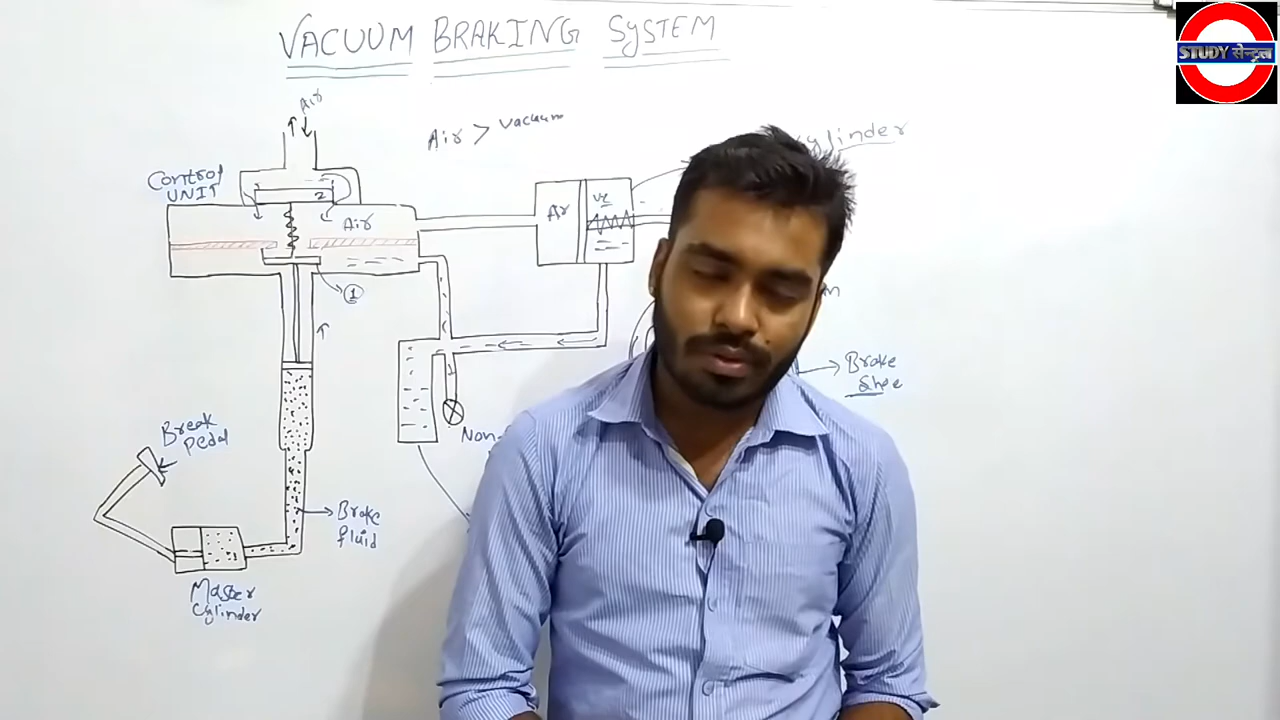 VACUUM BRAKING SYSTEM
STUDY सेन्ट्रल
Air
Air > Vacuum
Cylinder
Control
UNIT
2
Air
Air
1
Brake
Shoe
Break
Pedal
Non-
Brake
fluid
Master
Cylinder